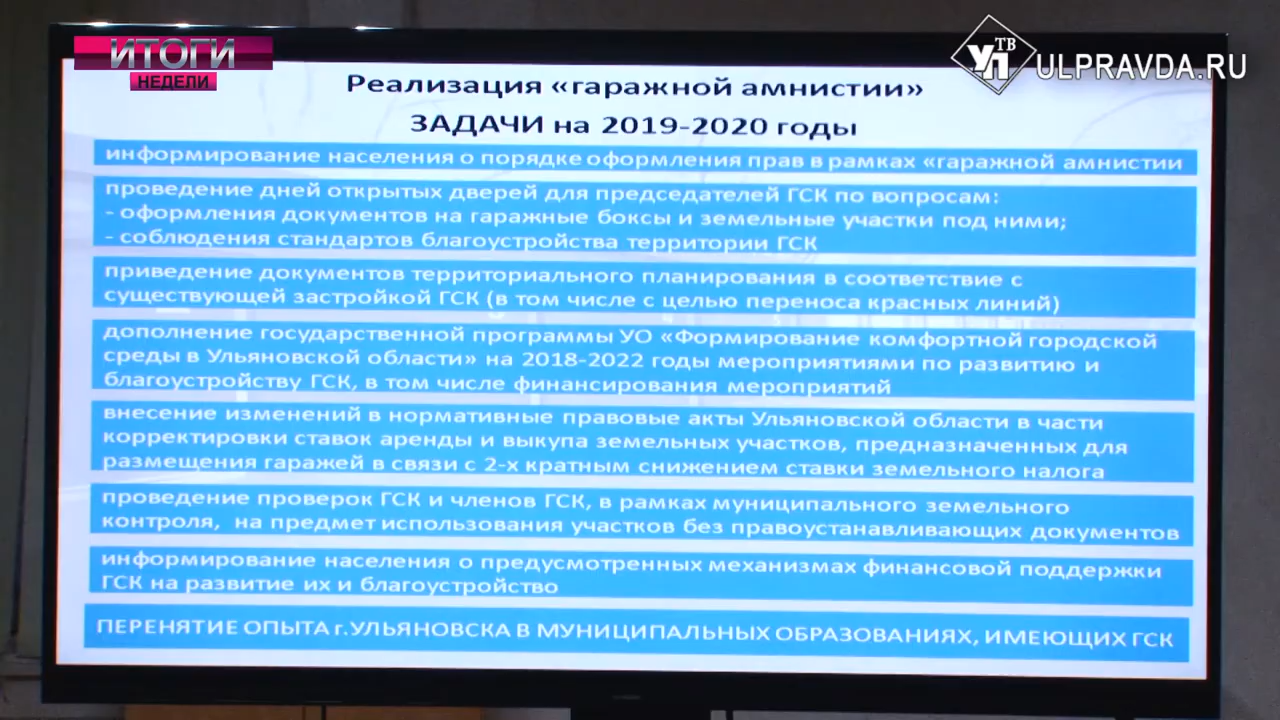 ИТОГИ
НЕДЕЛИ
УП ТВ
ULPRAVDA.RU
Реализация «гаражной амнистии»
ЗАДАЧИ на 2019-2020 годы
информирование населения о порядке оформления прав в рамках «гаражной амнистии
проведение дней открытых дверей для председателей ГСК по вопросам:
- оформления документов на гаражные боксы и земельные участки под ними;
- соблюдения стандартов благоустройства территории ГСК
приведение документов территориального планирования в соответствие с
существующей застройкой ГСК (в том числе с целью переноса красных линий)
дополнение государственной программы УО «Формирование комфортной городской
среды в Ульяновской области» на 2018-2022 годы мероприятиями по развитию и
благоустройству ГСК, в том числе финансирования мероприятий
внесение изменений в нормативные правовые акты Ульяновской области в части
корректировки ставок аренды и выкупа земельных участков, предназначенных для
размещения гаражей в связи с 2-х кратным снижением ставки земельного налога
проведение проверок ГСК и членов ГСК, в рамках муниципального земельного
контроля, на предмет использования участков без правоустанавливающих документов
информирование населения о предусмотренных механизмах финансовой поддержки
ГСК на развитие их и благоустройство
ПЕРЕНЯТИЕ ОПЫТА г.УЛЬЯНОВСКА В МУНИЦИПАЛЬНЫХ ОБРАЗОВАНИЯХ, ИМЕЮЩИХ ГСК